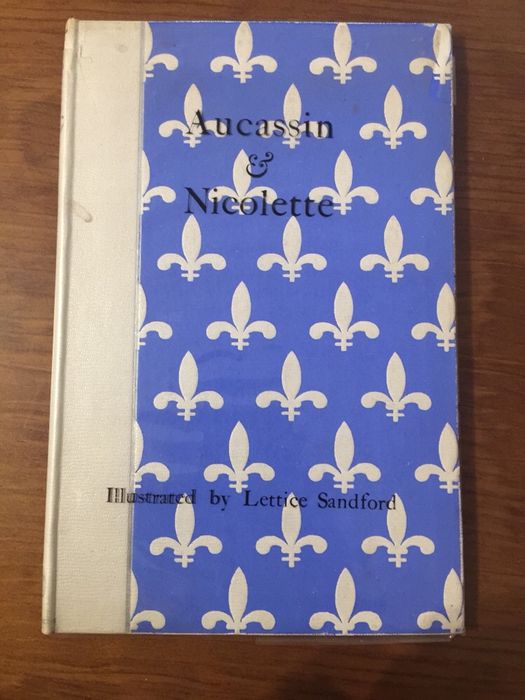 Aucassin
&
Nicolette
Illustrated by Lettice Sandford